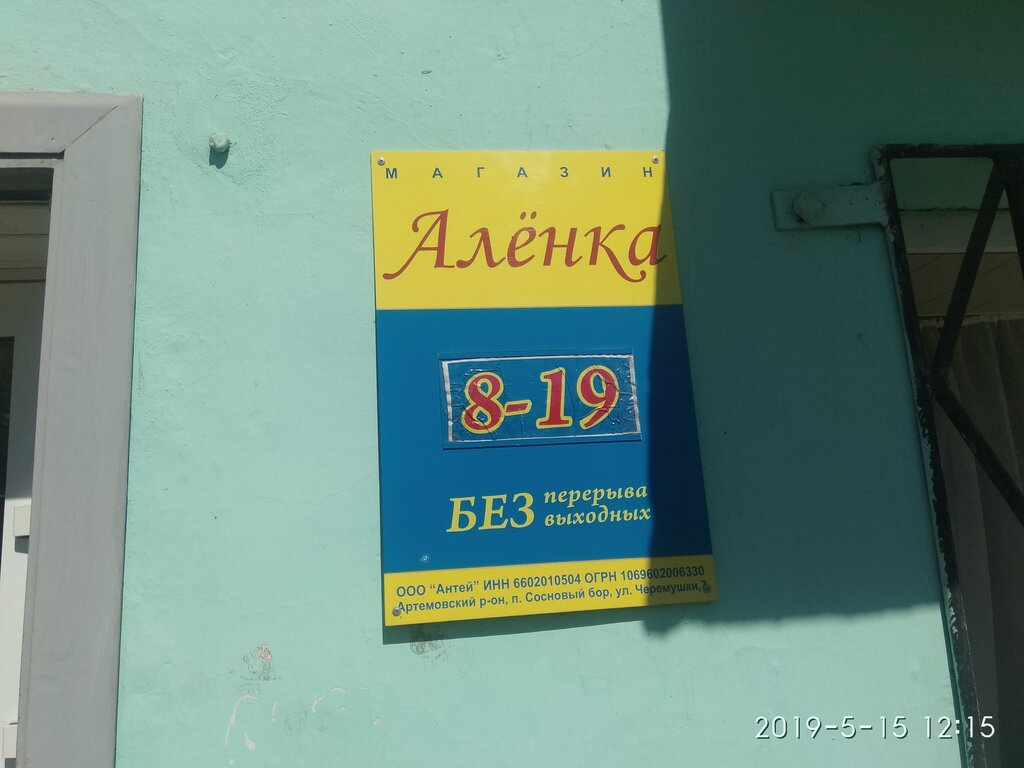 МАГАЗИН
Алёнка
8-19
БЕЗ перерыва
выходных
ООО "Антей" ИНН 6602010504 ОГРН 1069602006330
Артемовский р-он, п. Сосновый бор, ул. Черемушки,7
2019-5-15 12:15